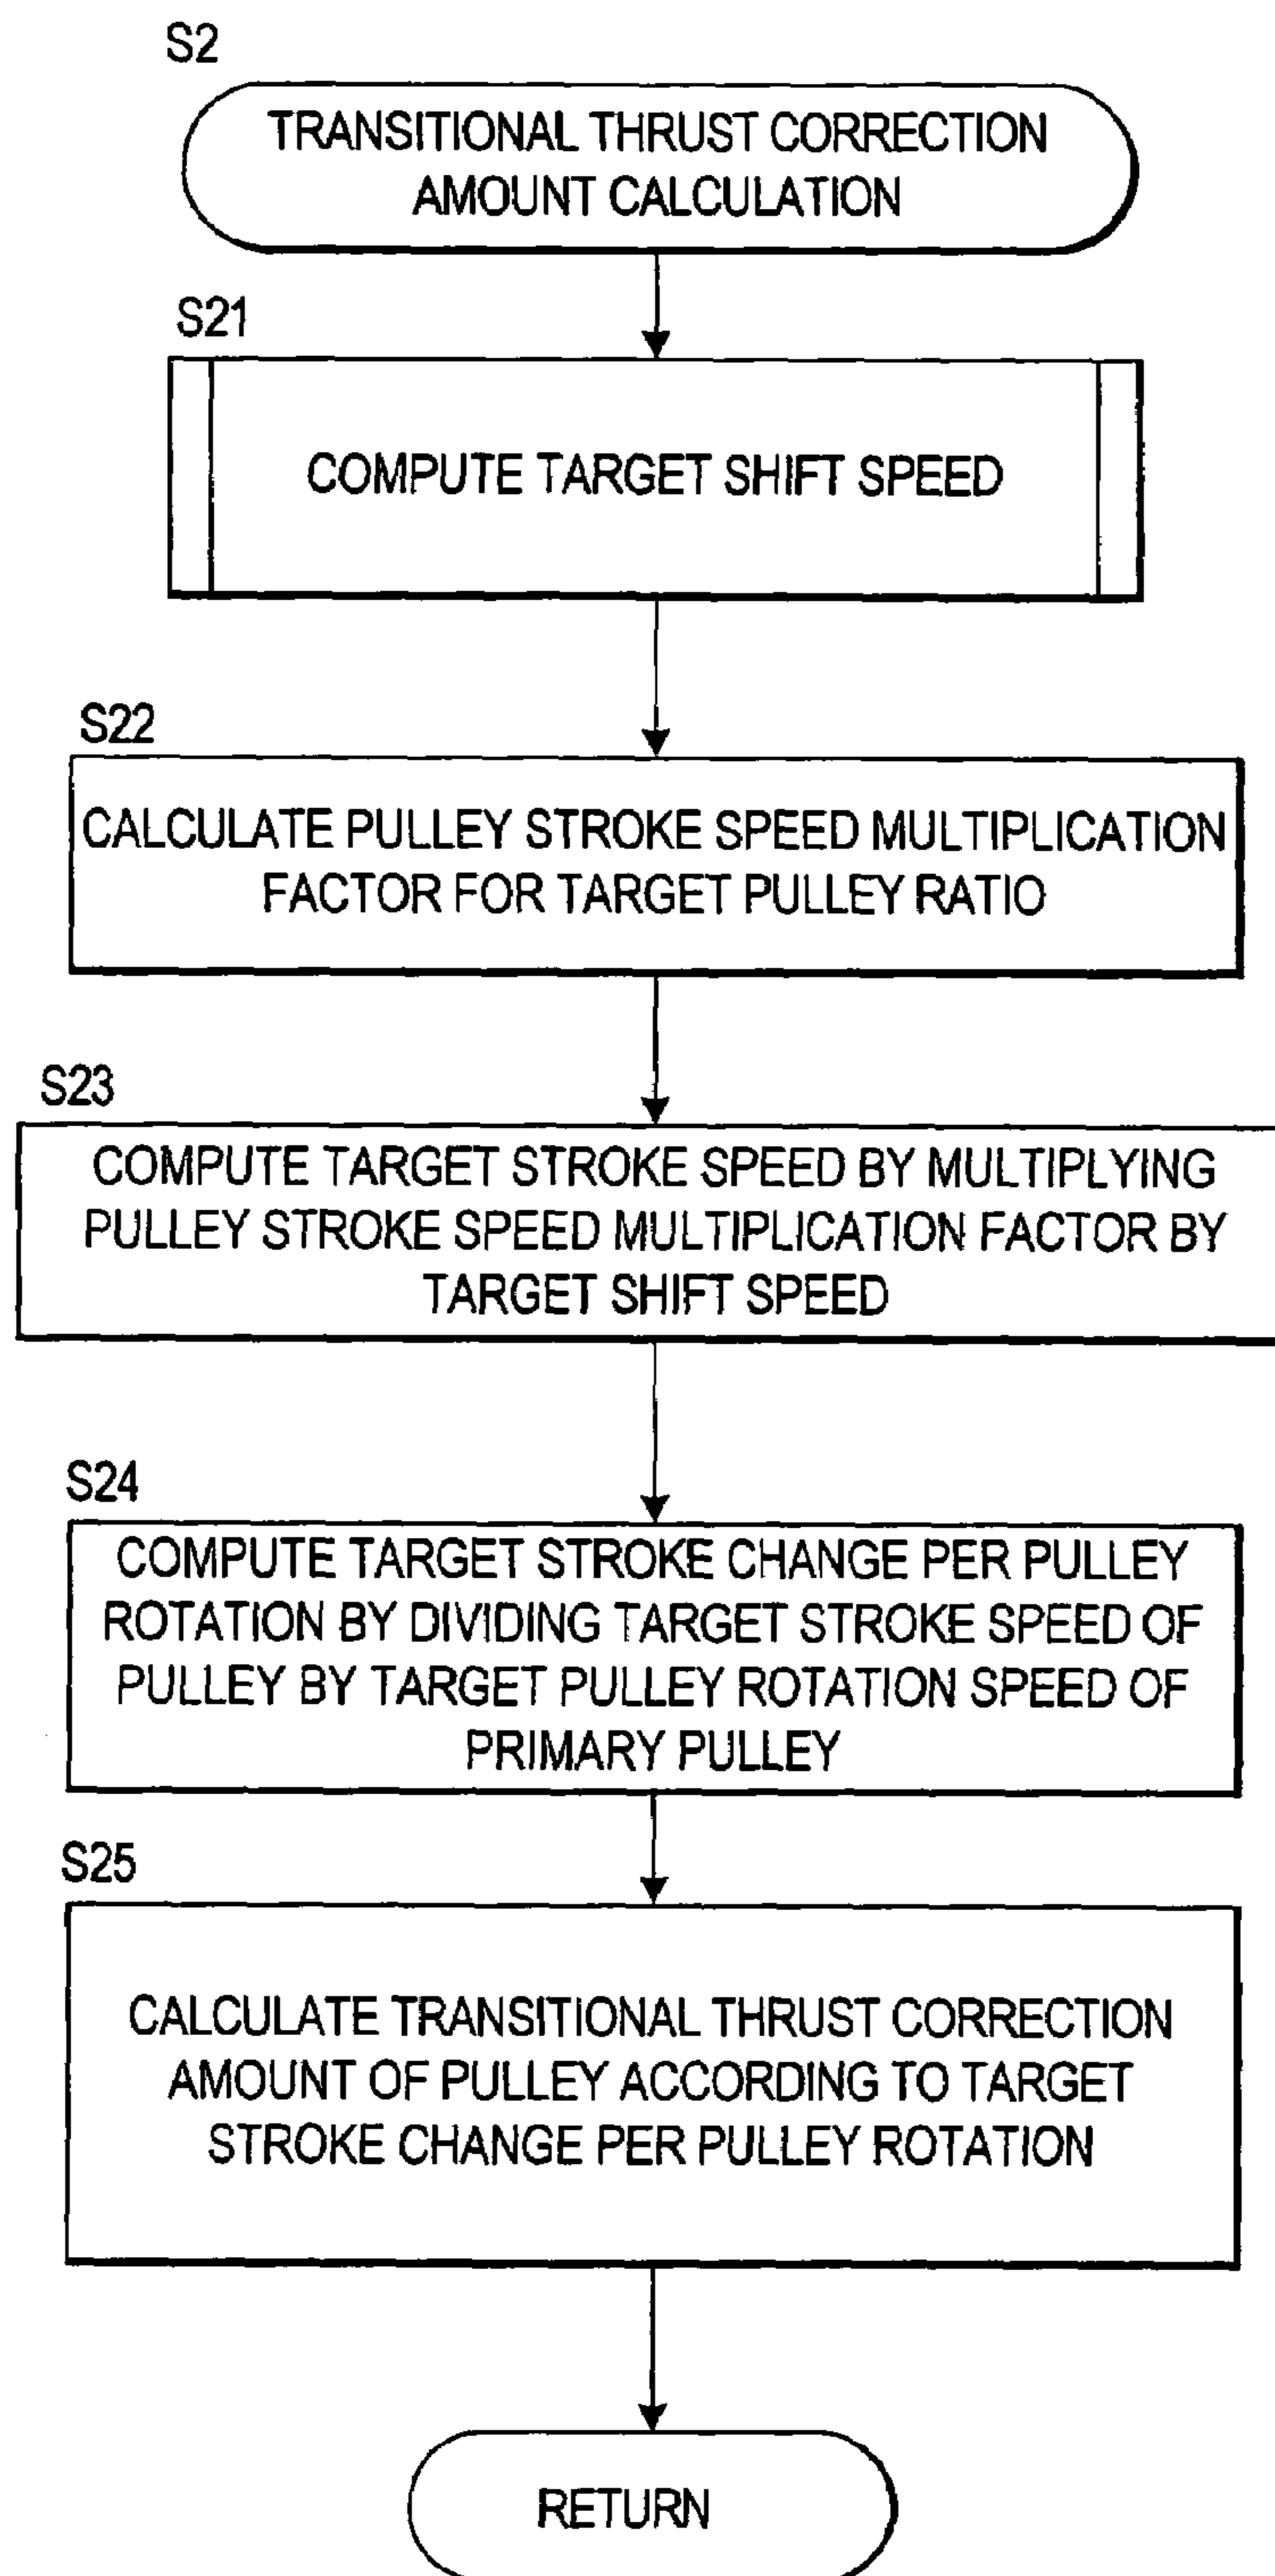 S2
TRANSITIONAL THRUST CORRECTION
AMOUNT CALCULATION
S21
COMPUTE TARGET SHIFT SPEED
S22
CALCULATE PULLEY STROKE SPEED MULTIPLICATION
FACTOR FOR TARGET PULLEY RATIO
S23
COMPUTE TARGET STROKE SPEED BY MULTIPLYING
PULLEY STROKE SPEED MULTIPLICATION FACTOR BY
TARGET SHIFT SPEED
S24
COMPUTE TARGET STROKE CHANGE PER PULLEY
ROTATION BY DIVIDING TARGET STROKE SPEED OF
PULLEY BY TARGET PULLEY ROTATION SPEED OF
PRIMARY PULLEY
S25
CALCULATE TRANSITIONAL THRUST CORRECTION
AMOUNT OF PULLEY ACCORDING TO TARGET
STROKE CHANGE PER PULLEY ROTATION
RETURN